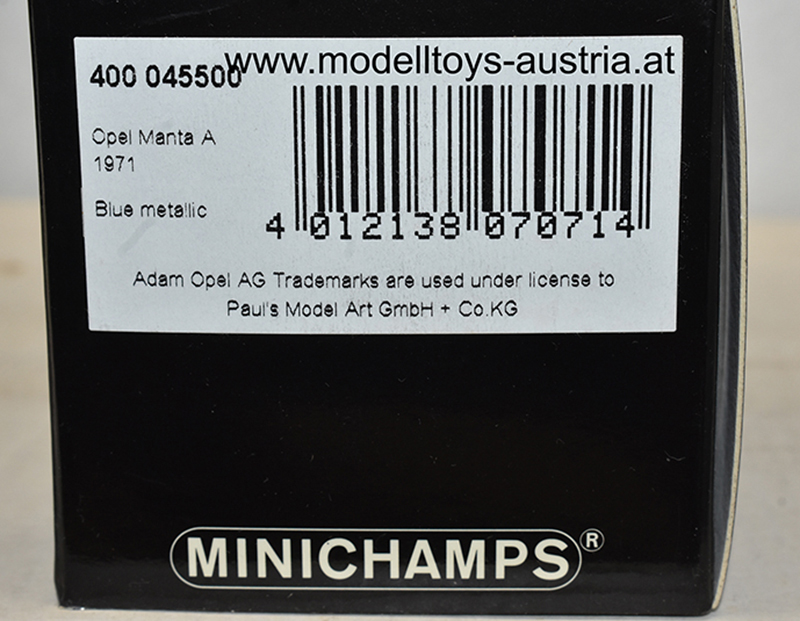 www.modelltoys-austria.at
400 045500
Opel Manta A
1971
Blue metallic
4 012138 070714
Adam Opel AG Trademarks are used under license to
Paul's Model Art GmbH + Co.KG
MINICHAMPS®